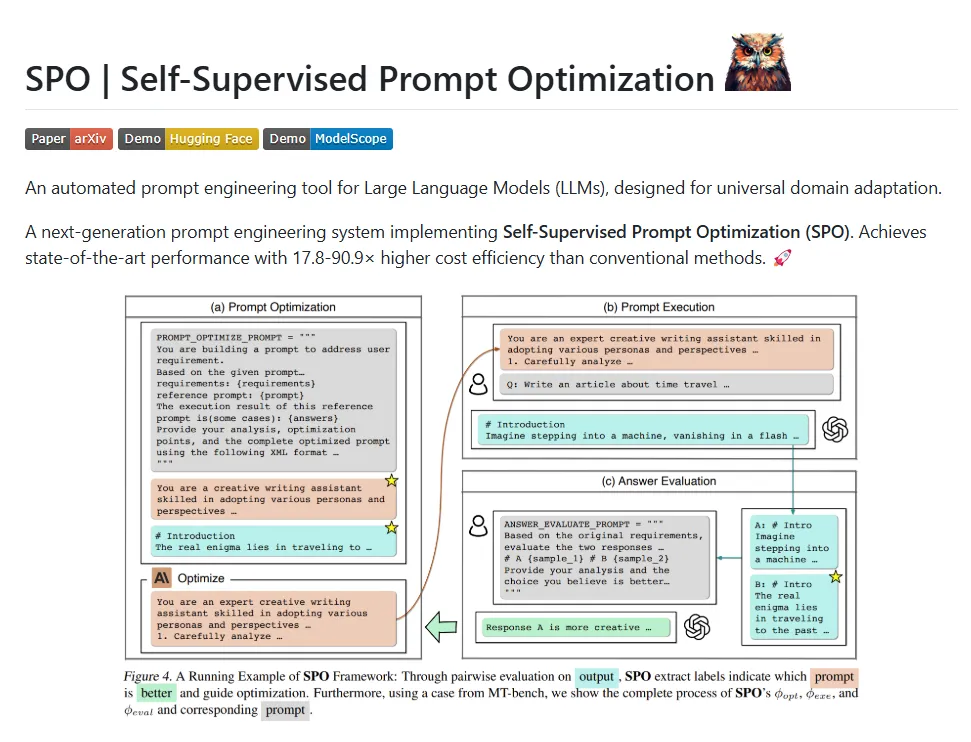 SPO | Self-Supervised Prompt Optimization
Paper arXiv Demo Hugging Face Demo ModelScope
An automated prompt engineering tool for Large Language Models (LLMs), designed for universal domain adaptation.
A next-generation prompt engineering system implementing Self-Supervised Prompt Optimization (SPO). Achieves
state-of-the-art performance with 17.8-90.9× higher cost efficiency than conventional methods. 🚀
(a) Prompt Optimization
PROMPT_OPTIMIZE_PROMPT = """
You are building a prompt to address user
requirement.
Based on the given prompt…
requirements: {requirements}
reference prompt: {prompt}
The execution result of this reference
prompt is(some cases): {answers}
Provide your analysis, optimization
points, and the complete optimized prompt
using the following XML format …
"""
You are a creative writing assistant
skilled in adopting various personas and
perspectives …
# Introduction
The real enigma lies in traveling to …
A\ Optimize
You are an expert creative writing
assistant skilled in adopting various
personas and perspectives …
1. Carefully analyze …
(b) Prompt Execution
You are an expert creative writing assistant skilled in
adopting various personas and perspectives …
1. Carefully analyze …
Q: Write an article about time travel …
# Introduction
Imagine stepping into a machine, vanishing in a flash …
(c) Answer Evaluation
ANSWER_EVALUATE_PROMPT = """
Based on the original requirements,
evaluate the two responses …
# A {sample_1} # B {sample_2}
Provide your analysis and the
choice you believe is better…
"""
Response A is more creative …
A: # Intro
Imagine
stepping into
a machine …
B: # Intro
The real
enigma lies
in traveling
to the past …
Figure 4. A Running Example of SPO Framework: Through pairwise evaluation on output, SPO extract labels indicate which prompt
is better and guide optimization. Furthermore, using a case from MT-bench, we show the complete process of SPO's ϕopt, ϕexe, and
ϕeval and corresponding prompt.